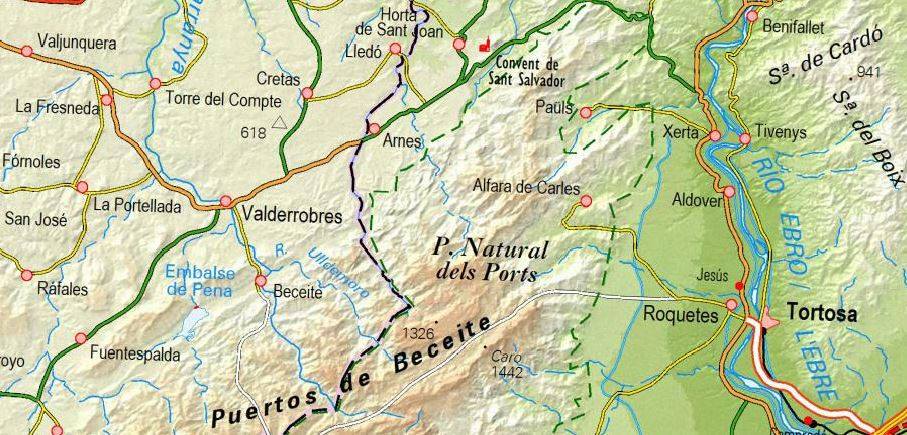 Horta
de Sant Joan
Benifallet
Valjunquera
Lledó
Sª. de Cardó
Convent de
Sant Salvador
941
Cretas
Torre del Compte
La Fresneda
Paüls
618
Arnes
Xerta
Tivenys
Sª. del Boix
Fórnoles
Alfara de Carles
La Portellada
Aldover
RÍO
EBRO
San José
Valderrobres
P. Natural
dels Ports
R. Ulldemó
Embalse
de Pena
Jesús
Ráfales
Beceite
Roquetes
Tortosa
1326
L'EBRE
Fuentespalda
Caro
1442
Puertos de Beceite